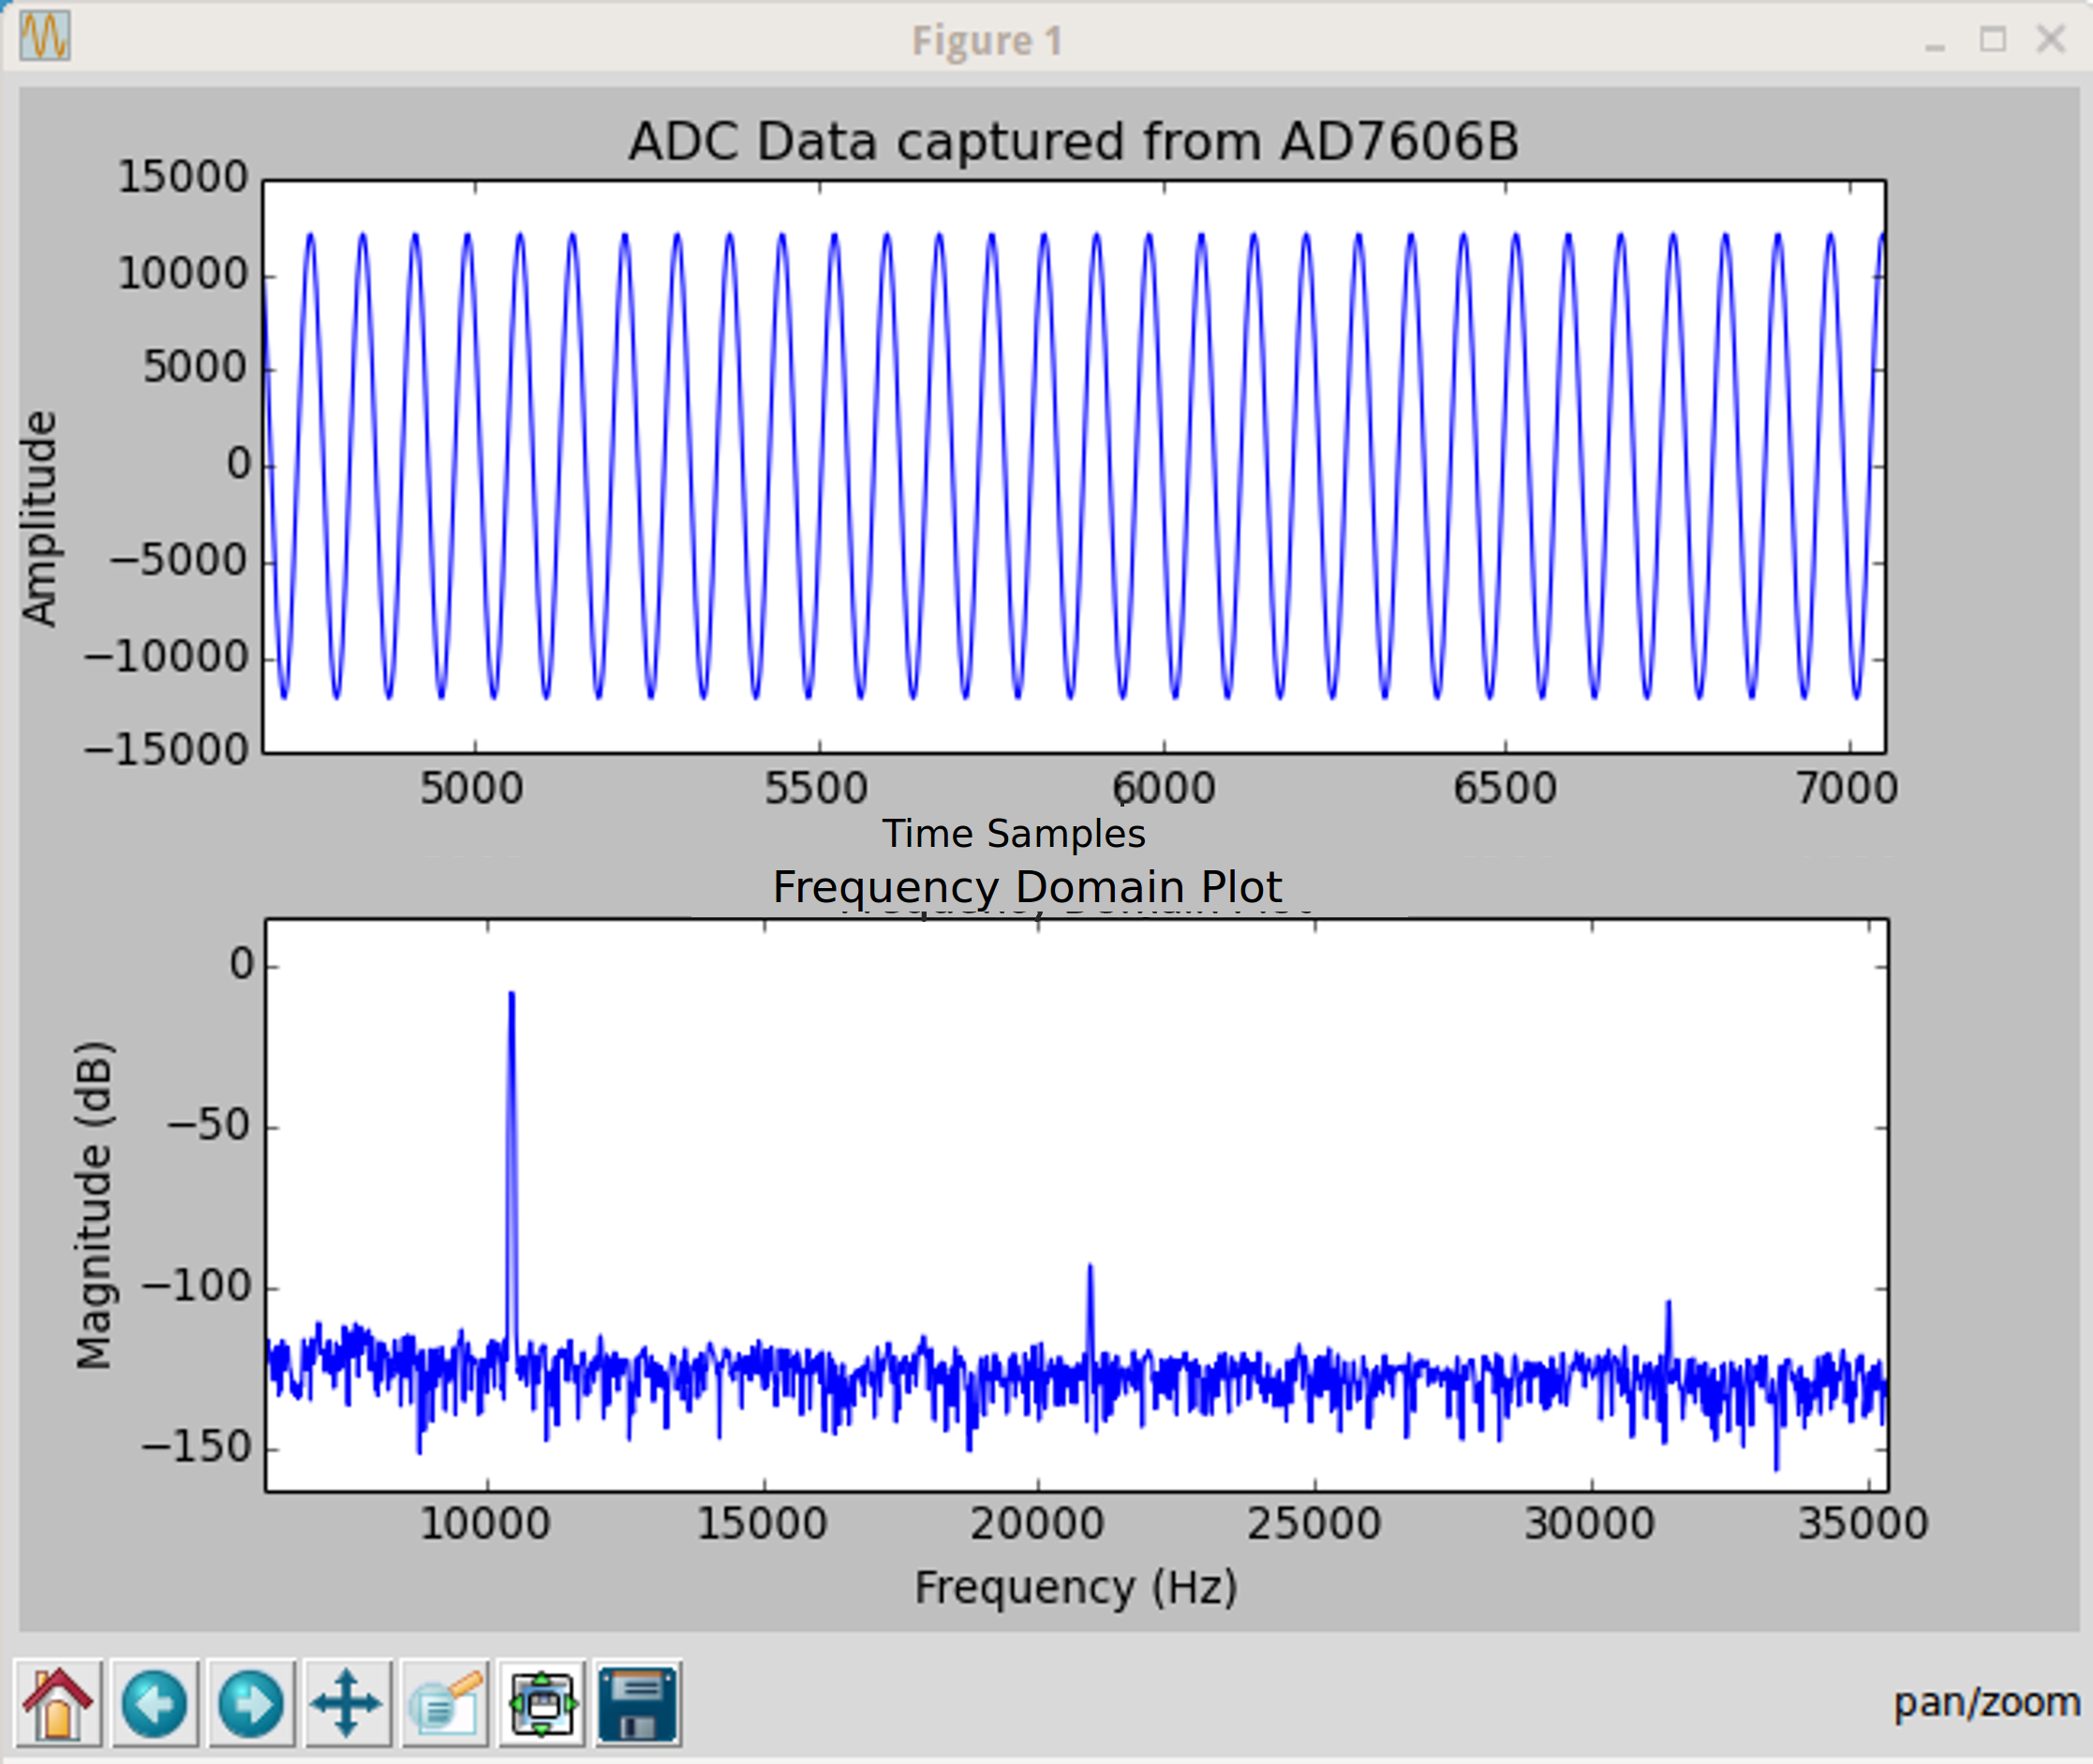 Figure 1
ADC Data captured from AD7606B
15000
10000
5000
0
−5000
−10000
−15000
Amplitude
5000 5500 6000 6500 7000
Time Samples
Frequency Domain Plot
0
−50
−100
−150
Magnitude (dB)
10000 15000 20000 25000 30000 35000
Frequency (Hz)
pan/zoom